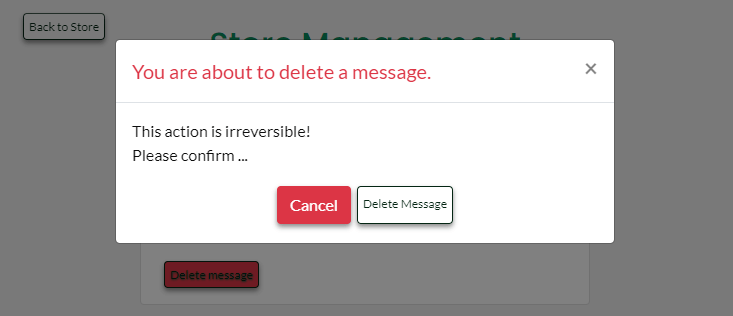 Back to Store
Store Management
You are about to delete a message.
×
This action is irreversible!
Please confirm ...
Cancel
Delete Message
Delete message